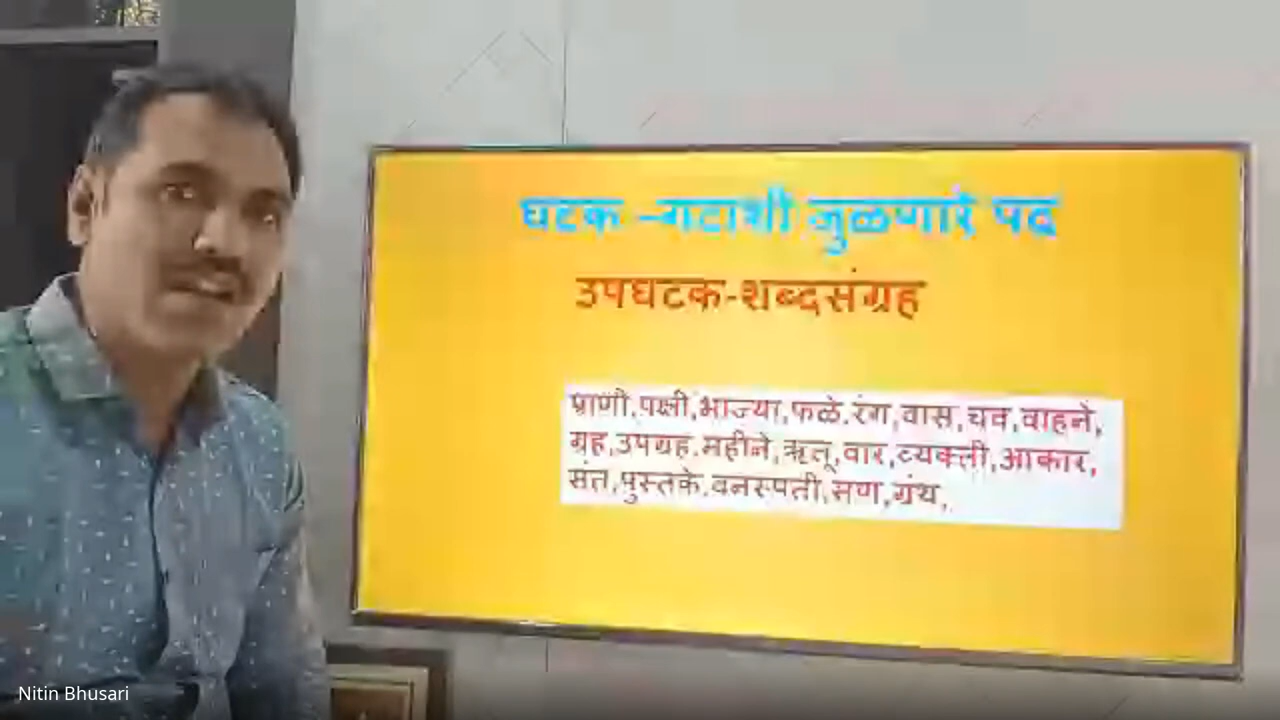 घटक –गटाशी जुळणारे पद
उपघटक-शब्दसंग्रह
प्राणी,पक्षी,भाज्या,फळे.रंग,वास,चव,वाहने,
ग्रह,उपग्रह.महीने,ऋतू,वार,व्यक्ती,आकार,
संत,पुस्तके,वनस्पती,सण,ग्रंथ,
Nitin Bhusari